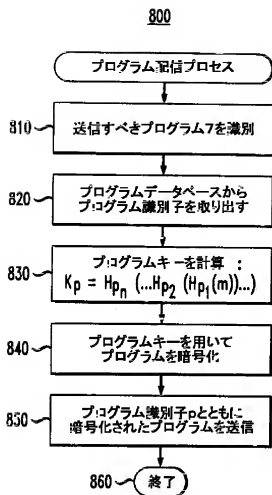 800
プログラム配信プロセス
810
送信すべきプログラム7を識別
820
プログラムデータベースから
プログラム識別子を取り出す
830
プログラムキーを計算 :
Kp = Hpn (...Hp2 (Hp1(m))...)
840
プログラムキーを用いて
プログラムを暗号化
850
プログラム識別子pとともに
暗号化されたプログラムを送信
860
終了